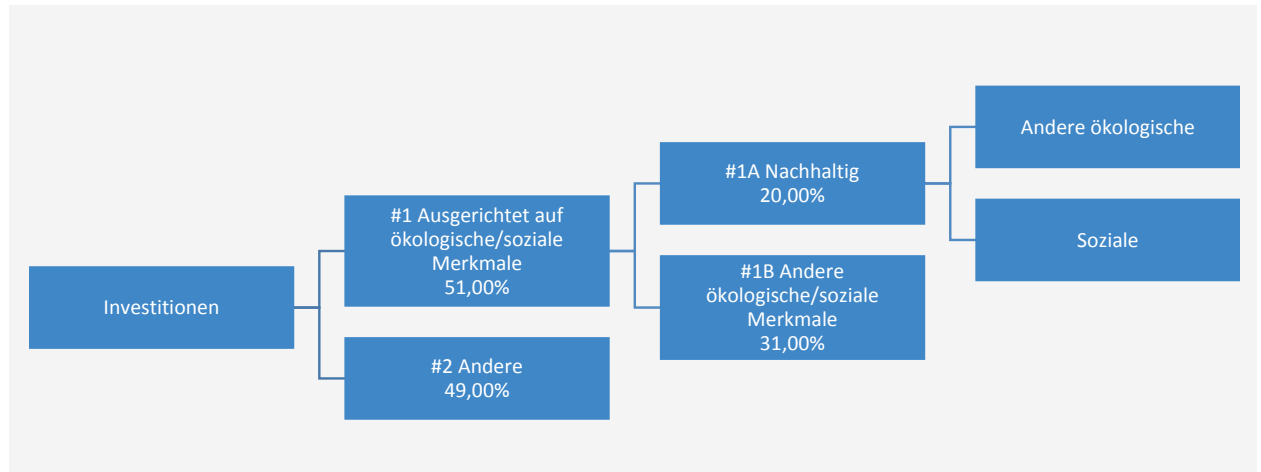 Investitionen
#1 Ausgerichtet auf
ökologische/soziale
Merkmale
51,00%
#2 Andere
49,00%
#1A Nachhaltig
20,00%
#1B Andere
ökologische/soziale
Merkmale
31,00%
Andere ökologische
Soziale